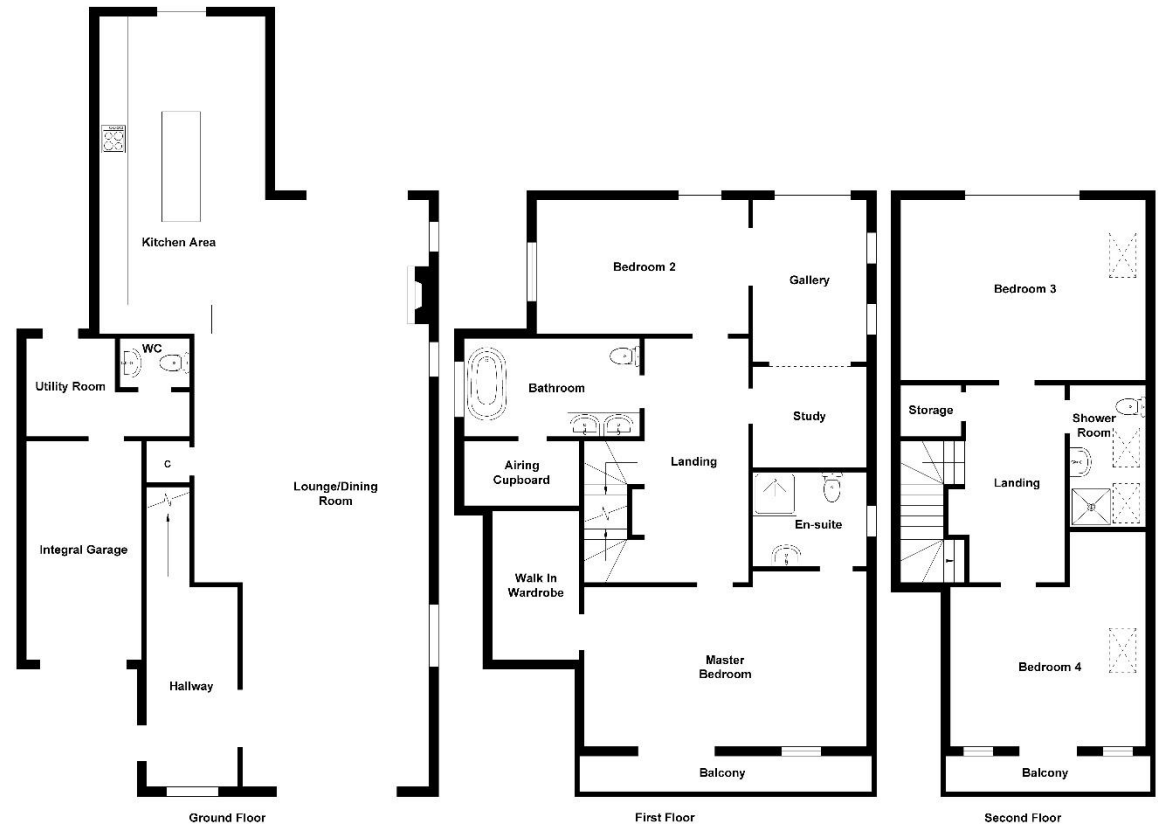 Kitchen Area
WC
Utility Room
C
Lounge/Dining
Room
Integral Garage
Hallway
Ground Floor
Bedroom 2
Gallery
Bathroom
Study
Airing
Cupboard
Landing
En-suite
Walk In
Wardrobe
Master
Bedroom
Balcony
First Floor
Bedroom 3
Storage
Shower
Room
Landing
Bedroom 4
Balcony
Second Floor